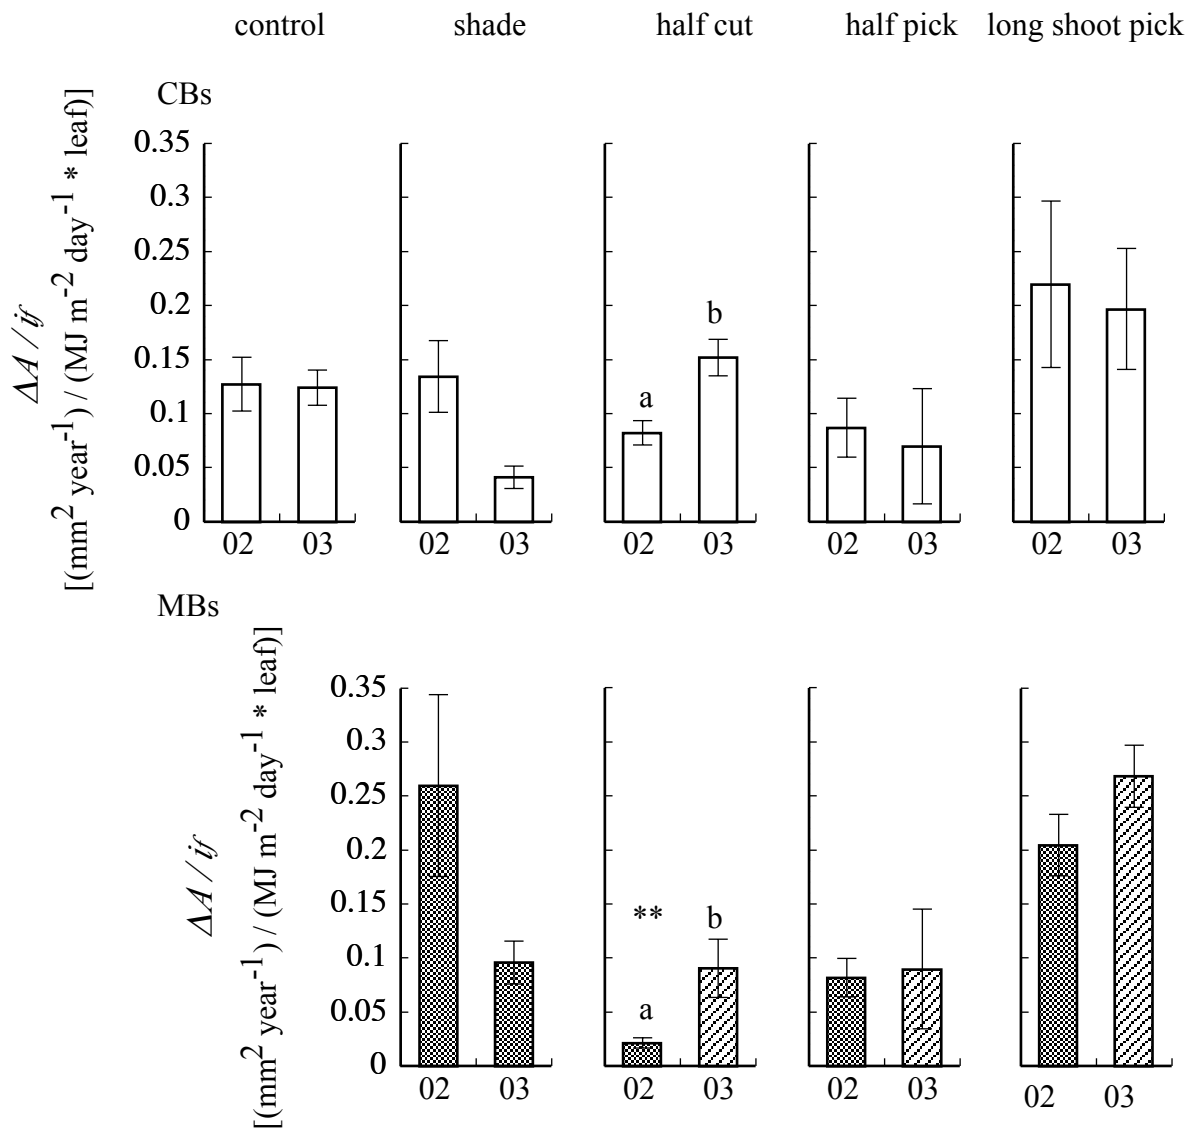 control shade half cut half pick long shoot pick
CBs
ΔA / if
[(mm2 year-1) / (MJ m-2 day-1 * leaf)]
0.35
0.3
0.25
0.2
0.15
0.1
0.05
0
a
b
02 03 02 03 02 03 02 03 02 03
MBs
ΔA / if
[(mm2 year-1) / (MJ m-2 day-1 * leaf)]
0.35
0.3
0.25
0.2
0.15
0.1
0.05
0
**
b
a
02 03 02 03 02 03 02 03